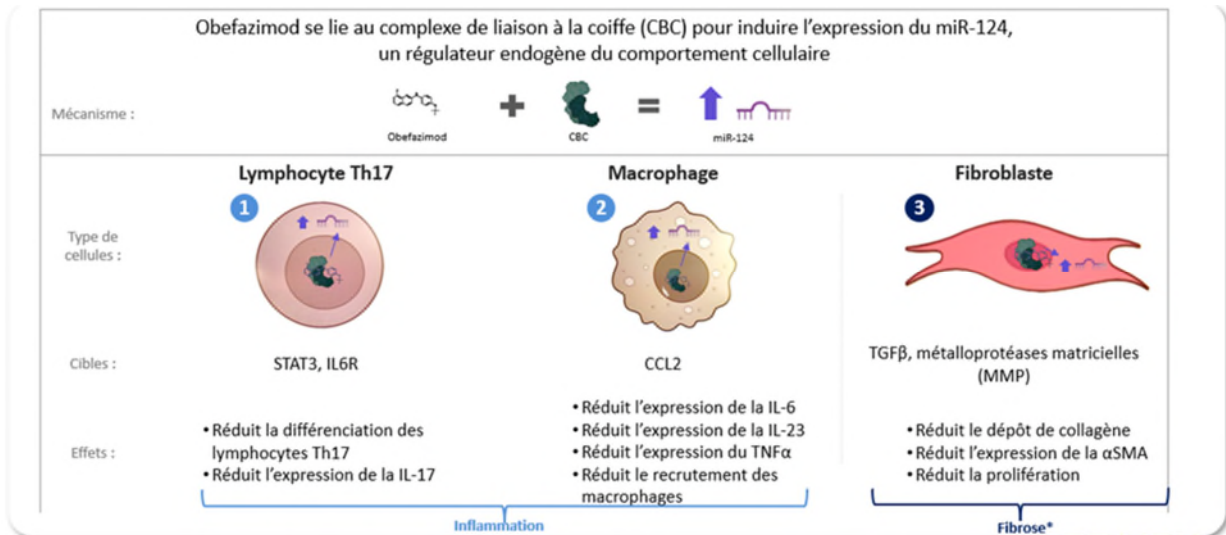 Obefazimod se lie au complexe de liaison à la coiffe (CBC) pour induire l'expression du miR-124,
un régulateur endogène du comportement cellulaire
Mécanisme :
Obefazimod
CBC
miR-124
+
=
Lymphocyte Th17
Macrophage
Fibroblaste
1
2
3
Type de
cellules :
Cibles :
STAT3, IL6R
CCL2
TGFβ, métalloprotéases matricielles
(MMP)
Effets :
• Réduit la différenciation des
lymphocytes Th17
• Réduit l'expression de la IL-17
• Réduit l'expression de la IL-6
• Réduit l'expression de la IL-23
• Réduit l'expression du TNFα
• Réduit le recrutement des
macrophages
• Réduit le dépôt de collagène
• Réduit l'expression de la αSMA
• Réduit la prolifération
Inflammation
Fibrose*